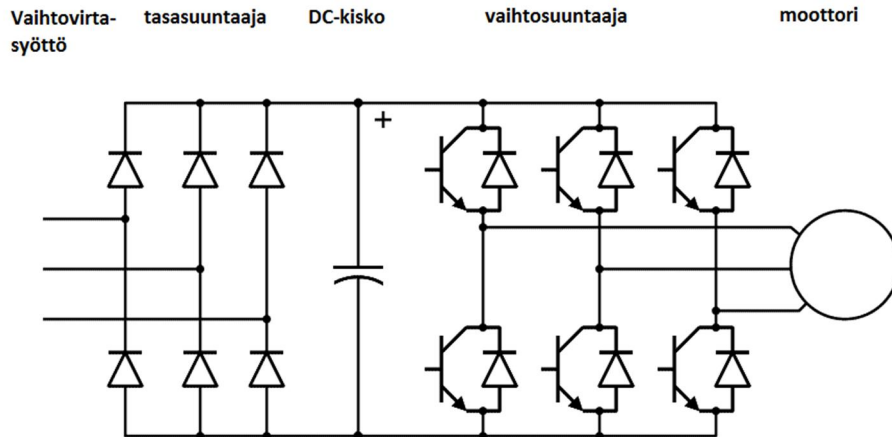 Vaihtovirta-
syöttö
tasasuuntaaja
DC-kisko
vaihtosuuntaaja
moottori
+